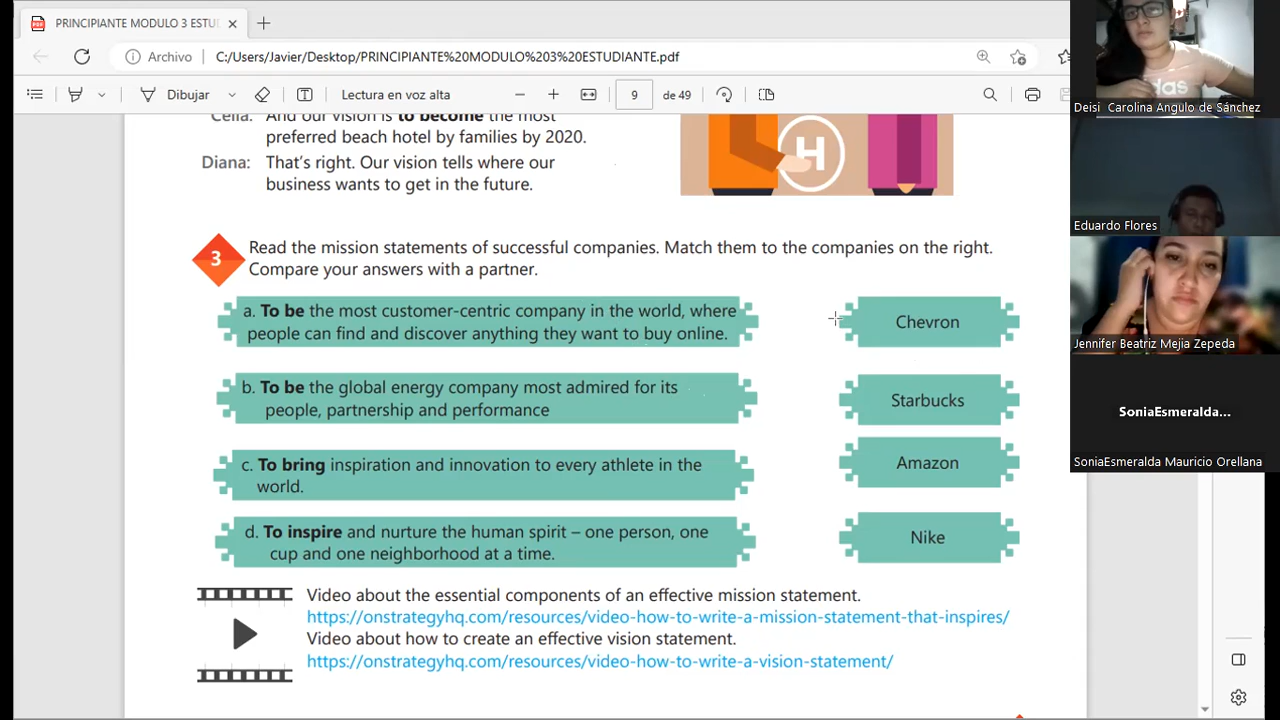 PRINCIPIANTE MODULO 3 ESTU
Archivo
C:/Users/Javier/Desktop/PRINCIPIANTE%20MODULO%203%20ESTUDIANTE.pdf
Dibujar
Lectura en voz alta
9
de 49
Celia: And our vision is to become the most
preferred beach hotel by families by 2020.
Diana: That's right. Our vision tells where our
business wants to get in the future.
H
3
Read the mission statements of successful companies. Match them to the companies on the right.
Compare your answers with a partner.
a. To be the most customer-centric company in the world, where
people can find and discover anything they want to buy online.
b. To be the global energy company most admired for its
people, partnership and performance
c. To bring inspiration and innovation to every athlete in the
world.
d. To inspire and nurture the human spirit – one person, one
cup and one neighborhood at a time.
Chevron
Starbucks
Amazon
Nike
Video about the essential components of an effective mission statement.
https://onstrategyhq.com/resources/video-how-to-write-a-mission-statement-that-inspires/
Video about how to create an effective vision statement.
https://onstrategyhq.com/resources/video-how-to-write-a-vision-statement/
Deisi Carolina Angulo de Sánchez
Eduardo Flores
Jennifer Beatriz Mejia Zepeda
SoniaEsmeralda...
SoniaEsmeralda Mauricio Orellana